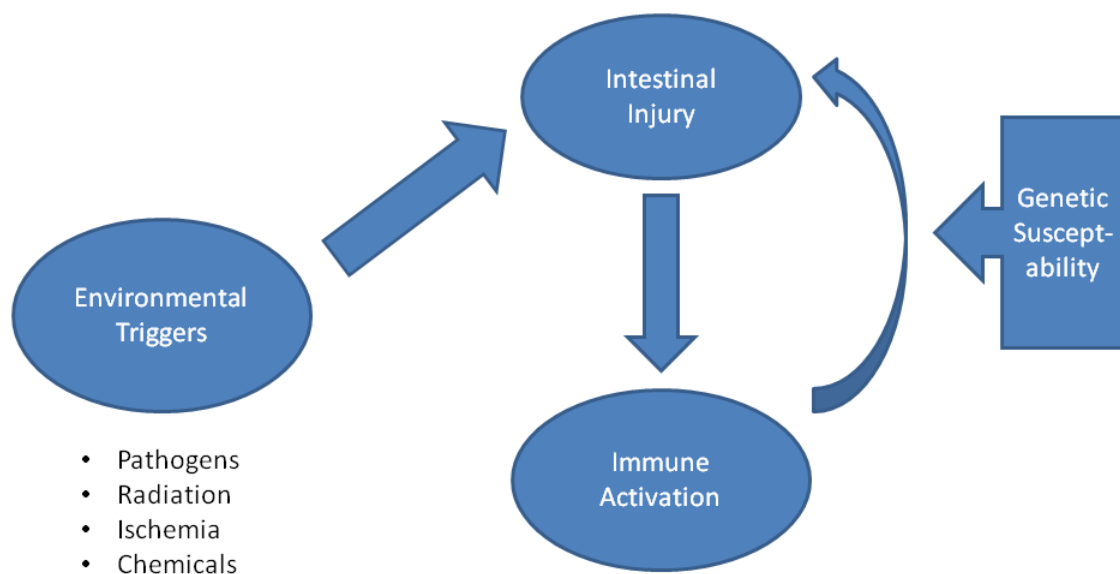 Intestinal
Injury
Genetic
Suscept-
ability
Environmental
Triggers
• Pathogens
• Radiation
• Ischemia
• Chemicals
Immune
Activation